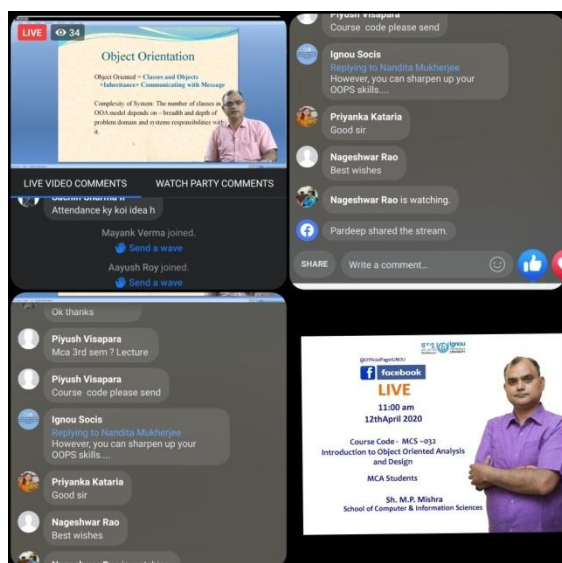 LIVE
34
Object Orientation
Object Oriented = Classes and Objects
+Inheritance+ Communicating with Message
Complexity of System: The number of classes in
OOA model depends on – breadth and depth of
problem domain and systems responsibilities with
it.
LIVE VIDEO COMMENTS
WATCH PARTY COMMENTS
Attendance ky koi idea h
Mayank Verma joined.
Send a wave
Aayush Roy joined.
Send a wave
Piyush Visapara
Course code please send
Ignou Socis
Replying to Nandita Mukherjee
However, you can sharpen up your
OOPS skills....
Priyanka Kataria
Good sir
Nageshwar Rao
Best wishes
Nageshwar Rao is watching.
Pardeep shared the stream.
SHARE
Write a comment...
Ok thanks
Piyush Visapara
Mca 3rd sem ? Lecture
Piyush Visapara
Course code please send
Ignou Socis
Replying to Nandita Mukherjee
However, you can sharpen up your
OOPS skills....
Priyanka Kataria
Good sir
Nageshwar Rao
Best wishes
ignou
@OfficialPageIGNOU
f facebook
LIVE
11:00 am
12thApril 2020
Course Code - MCS –032
Introduction to Object Oriented Analysis
and Design
MCA Students
Sh. M.P. Mishra
School of Computer & Information Sciences